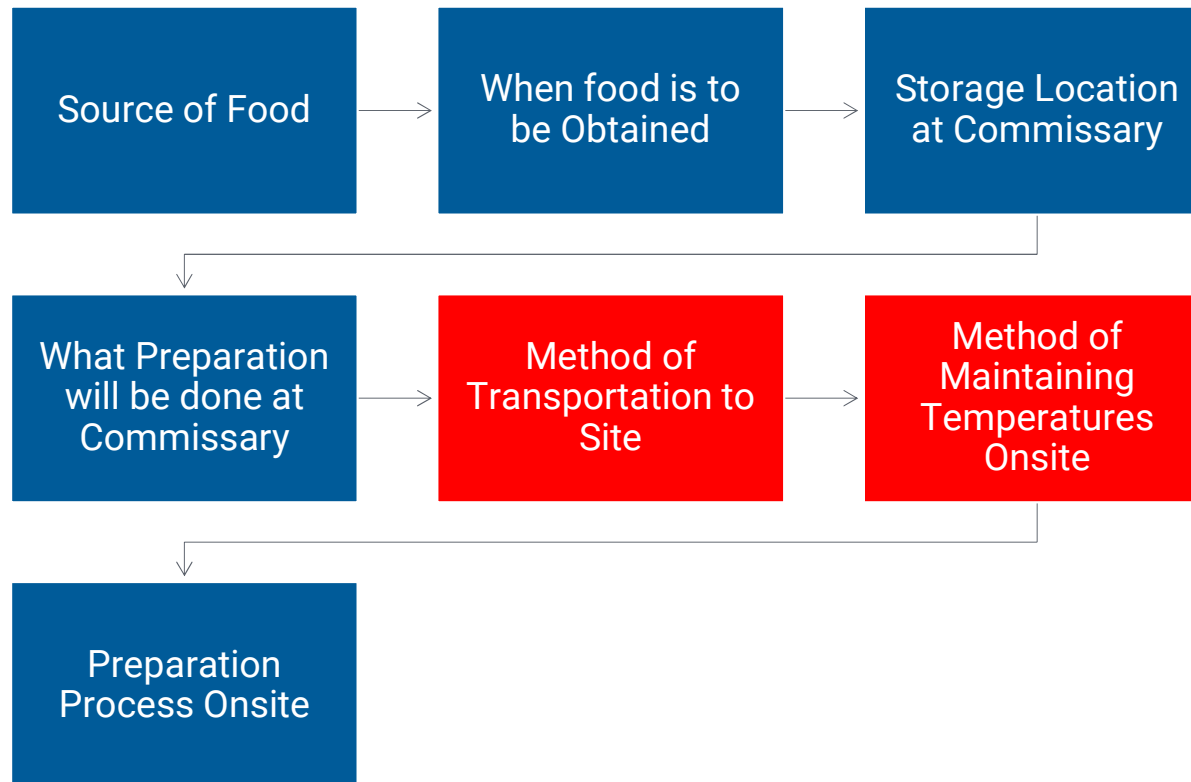 Source of Food
When food is to
be Obtained
Storage Location
at Commissary
What Preparation
will be done at
Commissary
Method of
Transportation to
Site
Method of
Maintaining
Temperatures
Onsite
Preparation
Process Onsite